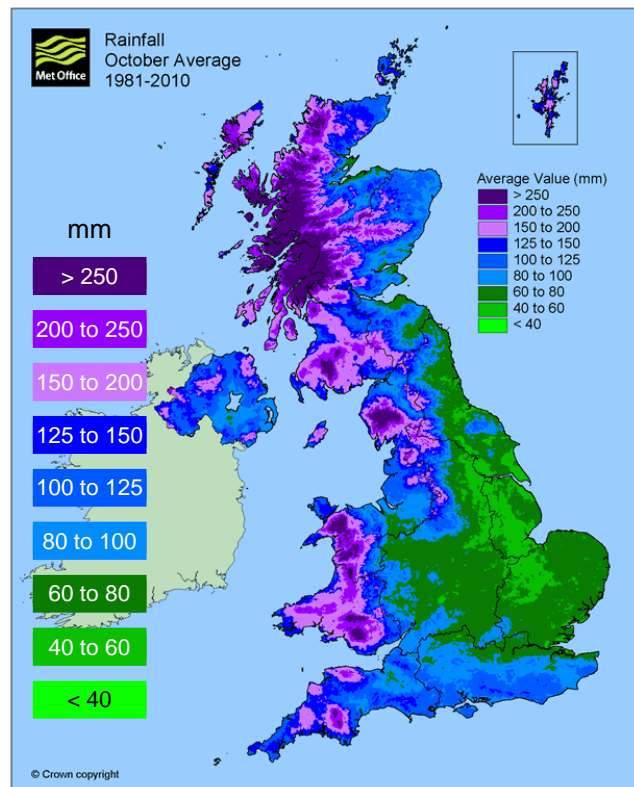 Met Office
Rainfall
October Average
1981-2010
Average Value (mm)
> 250
200 to 250
150 to 200
125 to 150
100 to 125
80 to 100
60 to 80
40 to 60
< 40
mm
> 250
200 to 250
150 to 200
125 to 150
100 to 125
80 to 100
60 to 80
40 to 60
< 40
© Crown copyright